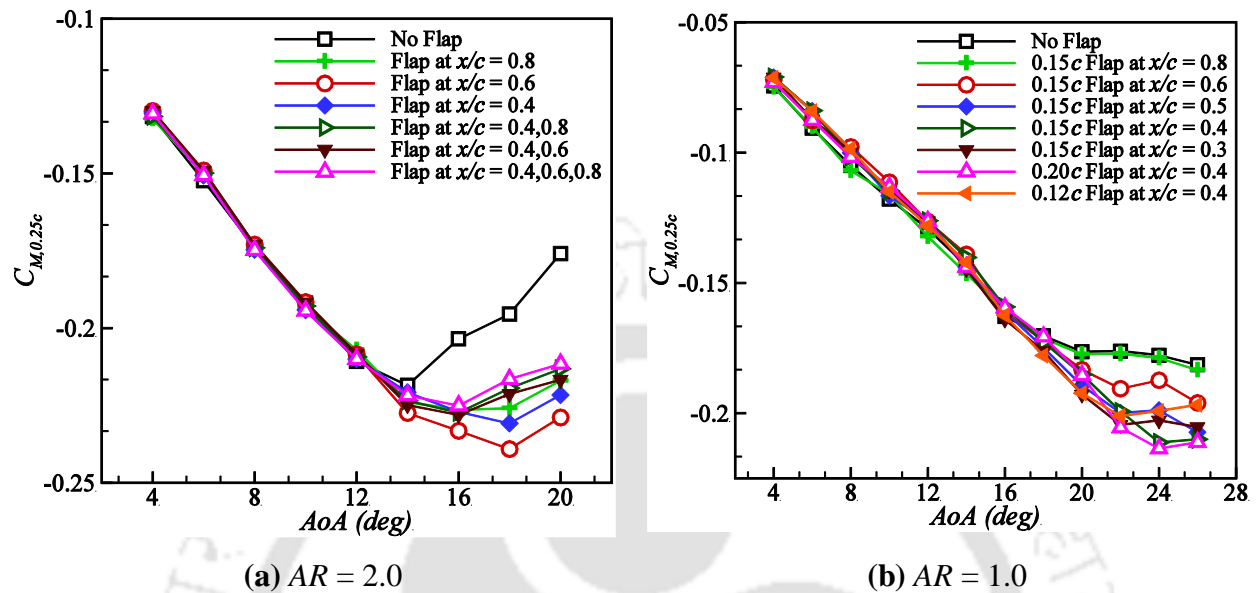 -0.1
-0.15
-0.2
-0.25
C_{M,0.25c}
No Flap
Flap at x/c = 0.8
Flap at x/c = 0.6
Flap at x/c = 0.4
Flap at x/c = 0.4,0.8
Flap at x/c = 0.4,0.6
Flap at x/c = 0.4,0.6,0.8
4 8 12 16 20
AoA (deg)
(a) AR = 2.0
-0.05
-0.1
-0.15
-0.2
C_{M,0.25c}
No Flap
0.15c Flap at x/c = 0.8
0.15c Flap at x/c = 0.6
0.15c Flap at x/c = 0.5
0.15c Flap at x/c = 0.4
0.15c Flap at x/c = 0.3
0.20c Flap at x/c = 0.4
0.12c Flap at x/c = 0.4
4 8 12 16 20 24 28
AoA (deg)
(b) AR = 1.0